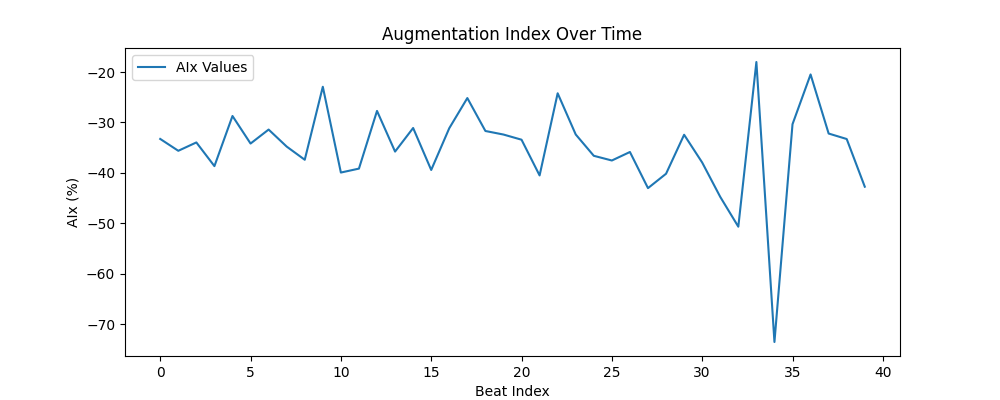 Augmentation Index Over Time
AIx Values
AIx (%)
−20
−30
−40
−50
−60
−70
0 5 10 15 20 25 30 35 40
Beat Index